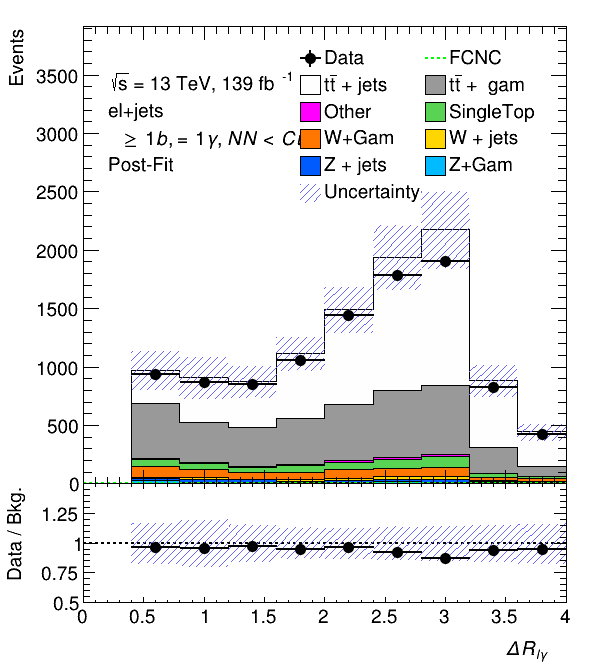 Events
√s = 13 TeV, 139 fb⁻¹
el+jets
≥ 1b, = 1γ, NN <
Post-Fit
Data
FCNC
tt̄ + jets
tt̄ + gam
Other
SingleTop
W+Gam
W + jets
Z + jets
Z+Gam
Uncertainty
3500
3000
2500
2000
1500
1000
500
0
Data / Bkg.
1.25
1
0.75
0.5
0 0.5 1 1.5 2 2.5 3 3.5 4
ΔR_lγ